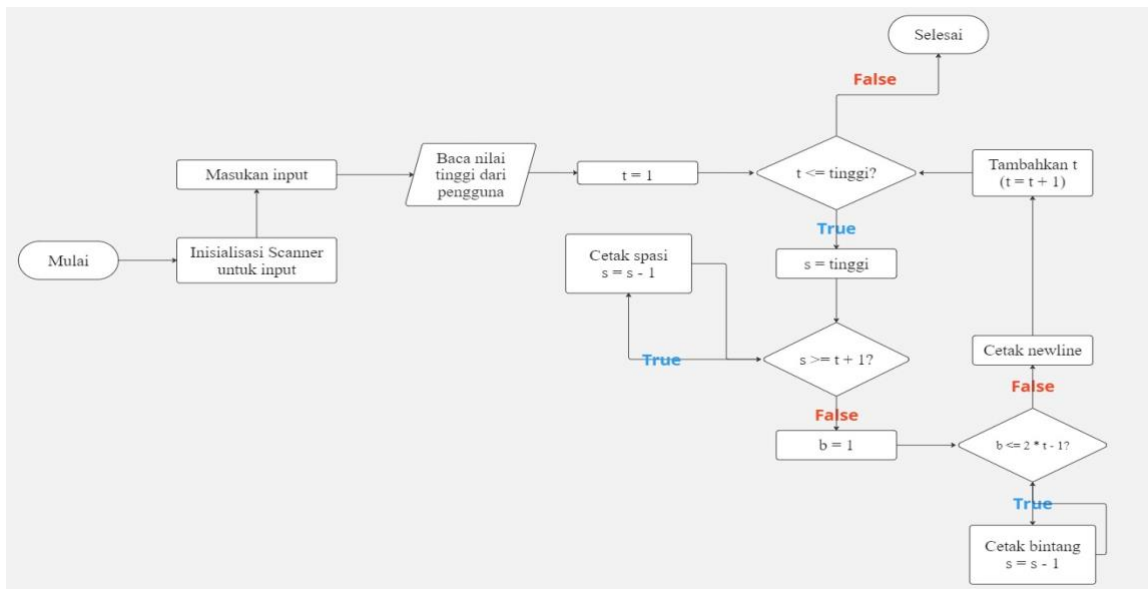 Mulai
Inisialisasi Scanner
untuk input
Masukan input
Baca nilai
tinggi dari
pengguna
t = 1
t <= tinggi?
False
Selesai
True
s = tinggi
s >= t + 1?
True
Cetak spasi
s = s - 1
False
b = 1
b <= 2 * t - 1?
True
Cetak bintang
s = s - 1
False
Cetak newline
Tambahkan t
(t = t + 1)